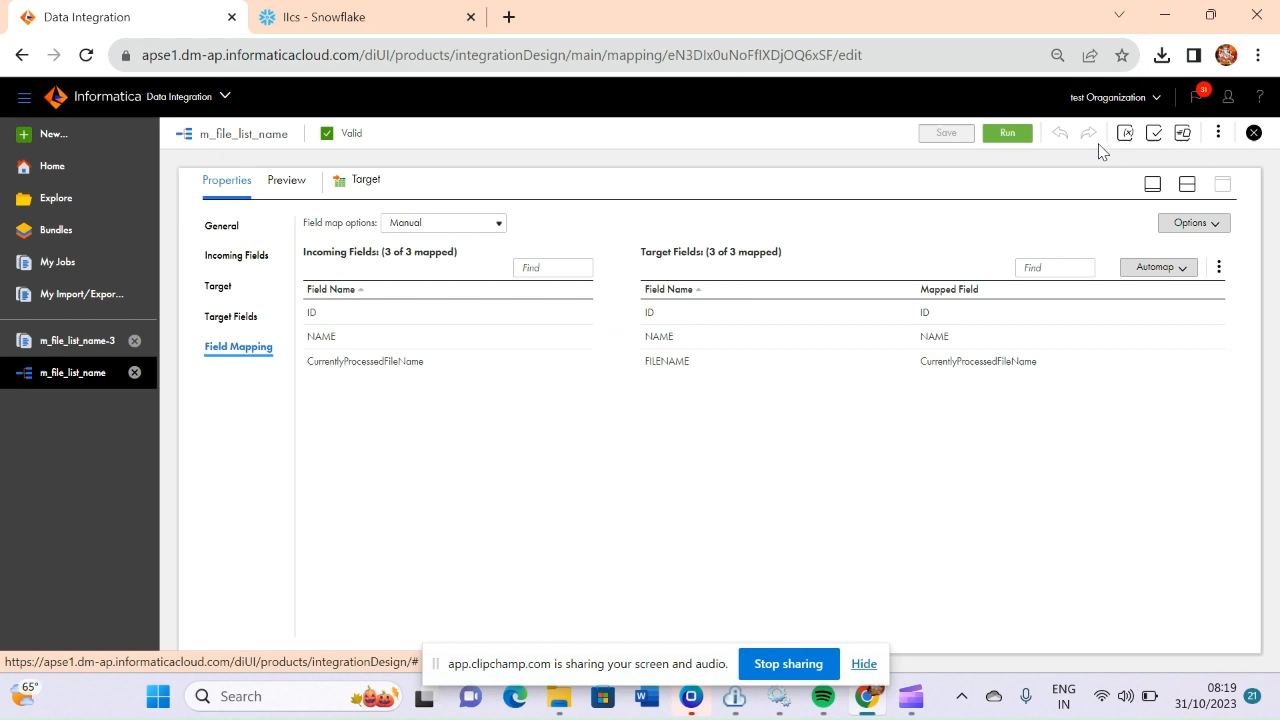 Data Integration
IIcs - Snowflake
apse1.dm-ap.informaticacloud.com/diUI/products/integrationDesign/main/mapping/eN3DIx0uNoFfIXDjOQ6xSF/edit
Informatica Data Integration
test Oraganization
31
New...
m_file_list_name
Valid
Save
Run
Home
Properties
Preview
Target
Explore
General
Field map options:
Manual
Options
Bundles
Incoming Fields
Incoming Fields: (3 of 3 mapped)
Target Fields: (3 of 3 mapped)
My Jobs
Find
Find
Automap
Target
Field Name
Field Name
Mapped Field
My Import/Expor...
Target Fields
ID
ID
ID
m_file_list_name-3
Field Mapping
NAME
NAME
NAME
m_file_list_name
CurrentlyProcessedFileName
FILENAME
CurrentlyProcessedFileName
https://apse1.dm-ap.informaticacloud.com/diUI/products/integrationDesign/#
app.clipchamp.com is sharing your screen and audio.
Stop sharing
Hide
65°
Search
ENG
IN
08:19
31/10/2023
21